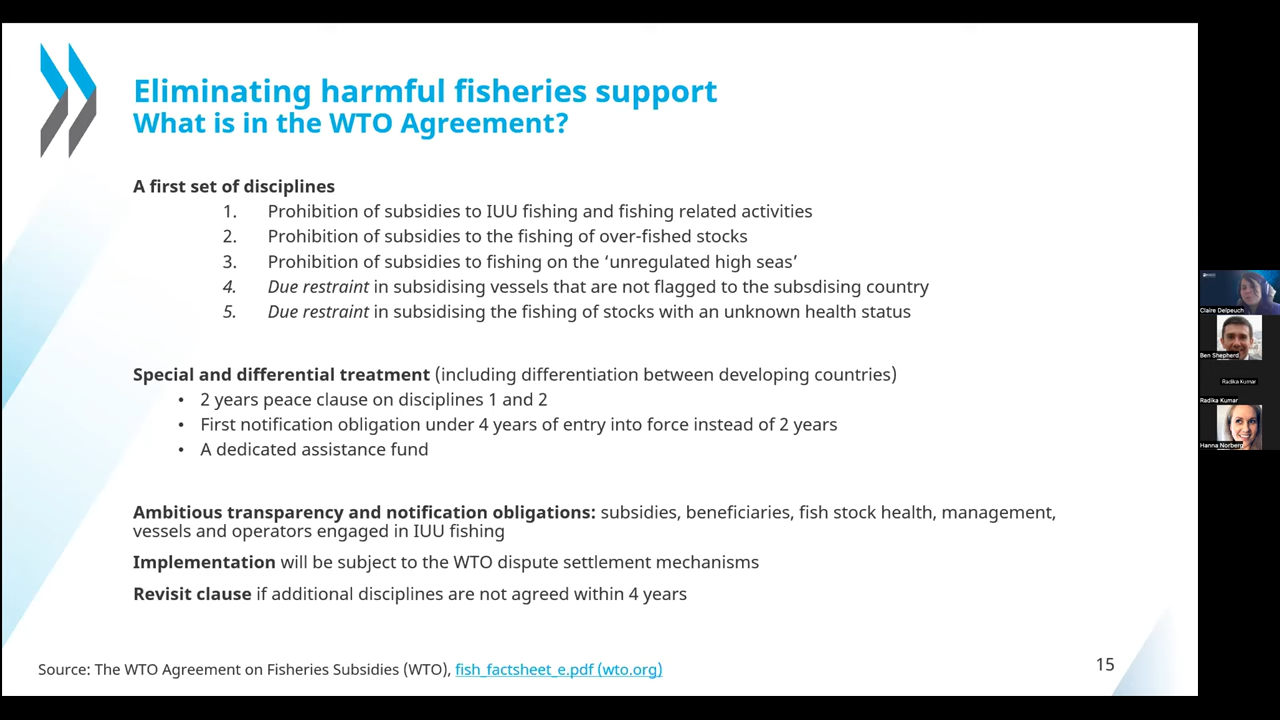 Eliminating harmful fisheries support
What is in the WTO Agreement?
A first set of disciplines
1. Prohibition of subsidies to IUU fishing and fishing related activities
2. Prohibition of subsidies to the fishing of over-fished stocks
3. Prohibition of subsidies to fishing on the ‘unregulated high seas’
4. Due restraint in subsidising vessels that are not flagged to the subsdising country
5. Due restraint in subsidising the fishing of stocks with an unknown health status
Special and differential treatment (including differentiation between developing countries)
• 2 years peace clause on disciplines 1 and 2
• First notification obligation under 4 years of entry into force instead of 2 years
• A dedicated assistance fund
Ambitious transparency and notification obligations: subsidies, beneficiaries, fish stock health, management,
vessels and operators engaged in IUU fishing
Implementation will be subject to the WTO dispute settlement mechanisms
Revisit clause if additional disciplines are not agreed within 4 years
Source: The WTO Agreement on Fisheries Subsidies (WTO), fish_factsheet_e.pdf (wto.org)
15
Claire Delpeuch
Ben Shepherd
Radika Kumar
Radika Kumar
Hanna Norberg